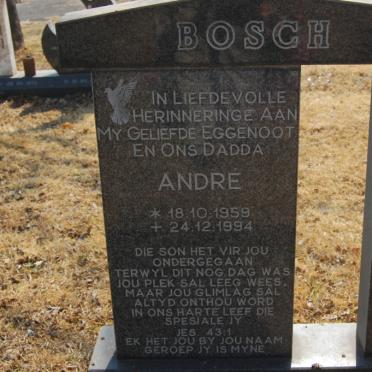 BOSCH
IN LIEFDEVOLLE
HERINNERINGE AAN
MY GELIEFDE EGGENOOT
EN ONS DADDA
ANDRE
* 18.10.1959
+ 24.12.1994
DIE SON HET VIR JOU
ONDERGEGAAN
TERWYL DIT NOG DAG WAS
JOU PLEK SAL LEEG WEES,
MAAR JOU GLIMLAG SAL
ALTYD ONTHOU WORD
IN ONS HARTE LEEF DIE
SPESIALE JY
JES. 43:1
EK HET JOU BY JOU NAAM
GEROEP JY IS MYNE